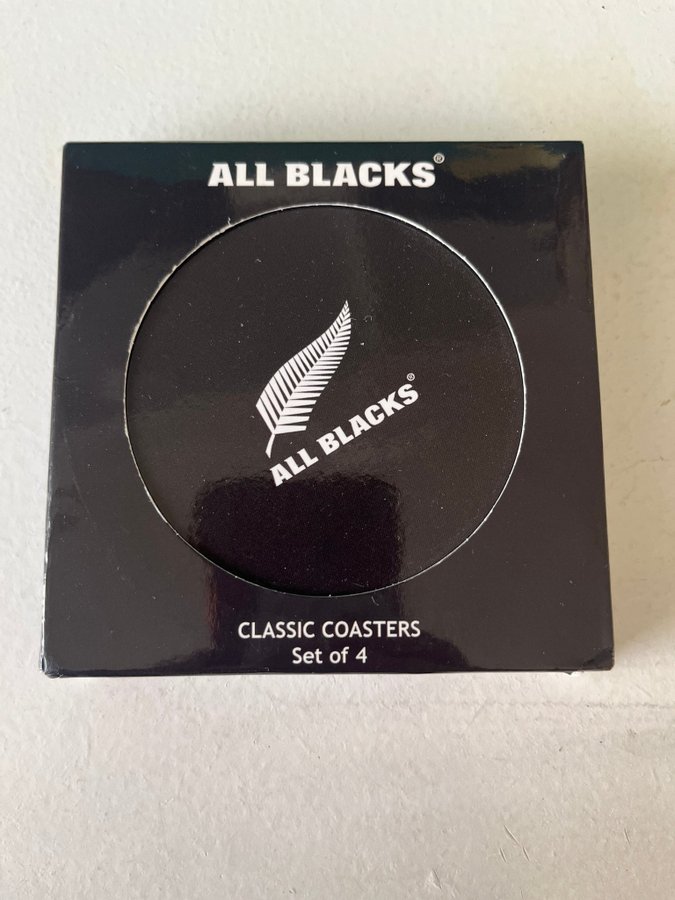 ALL BLACKS®
ALL BLACKS®
CLASSIC COASTERS
Set of 4